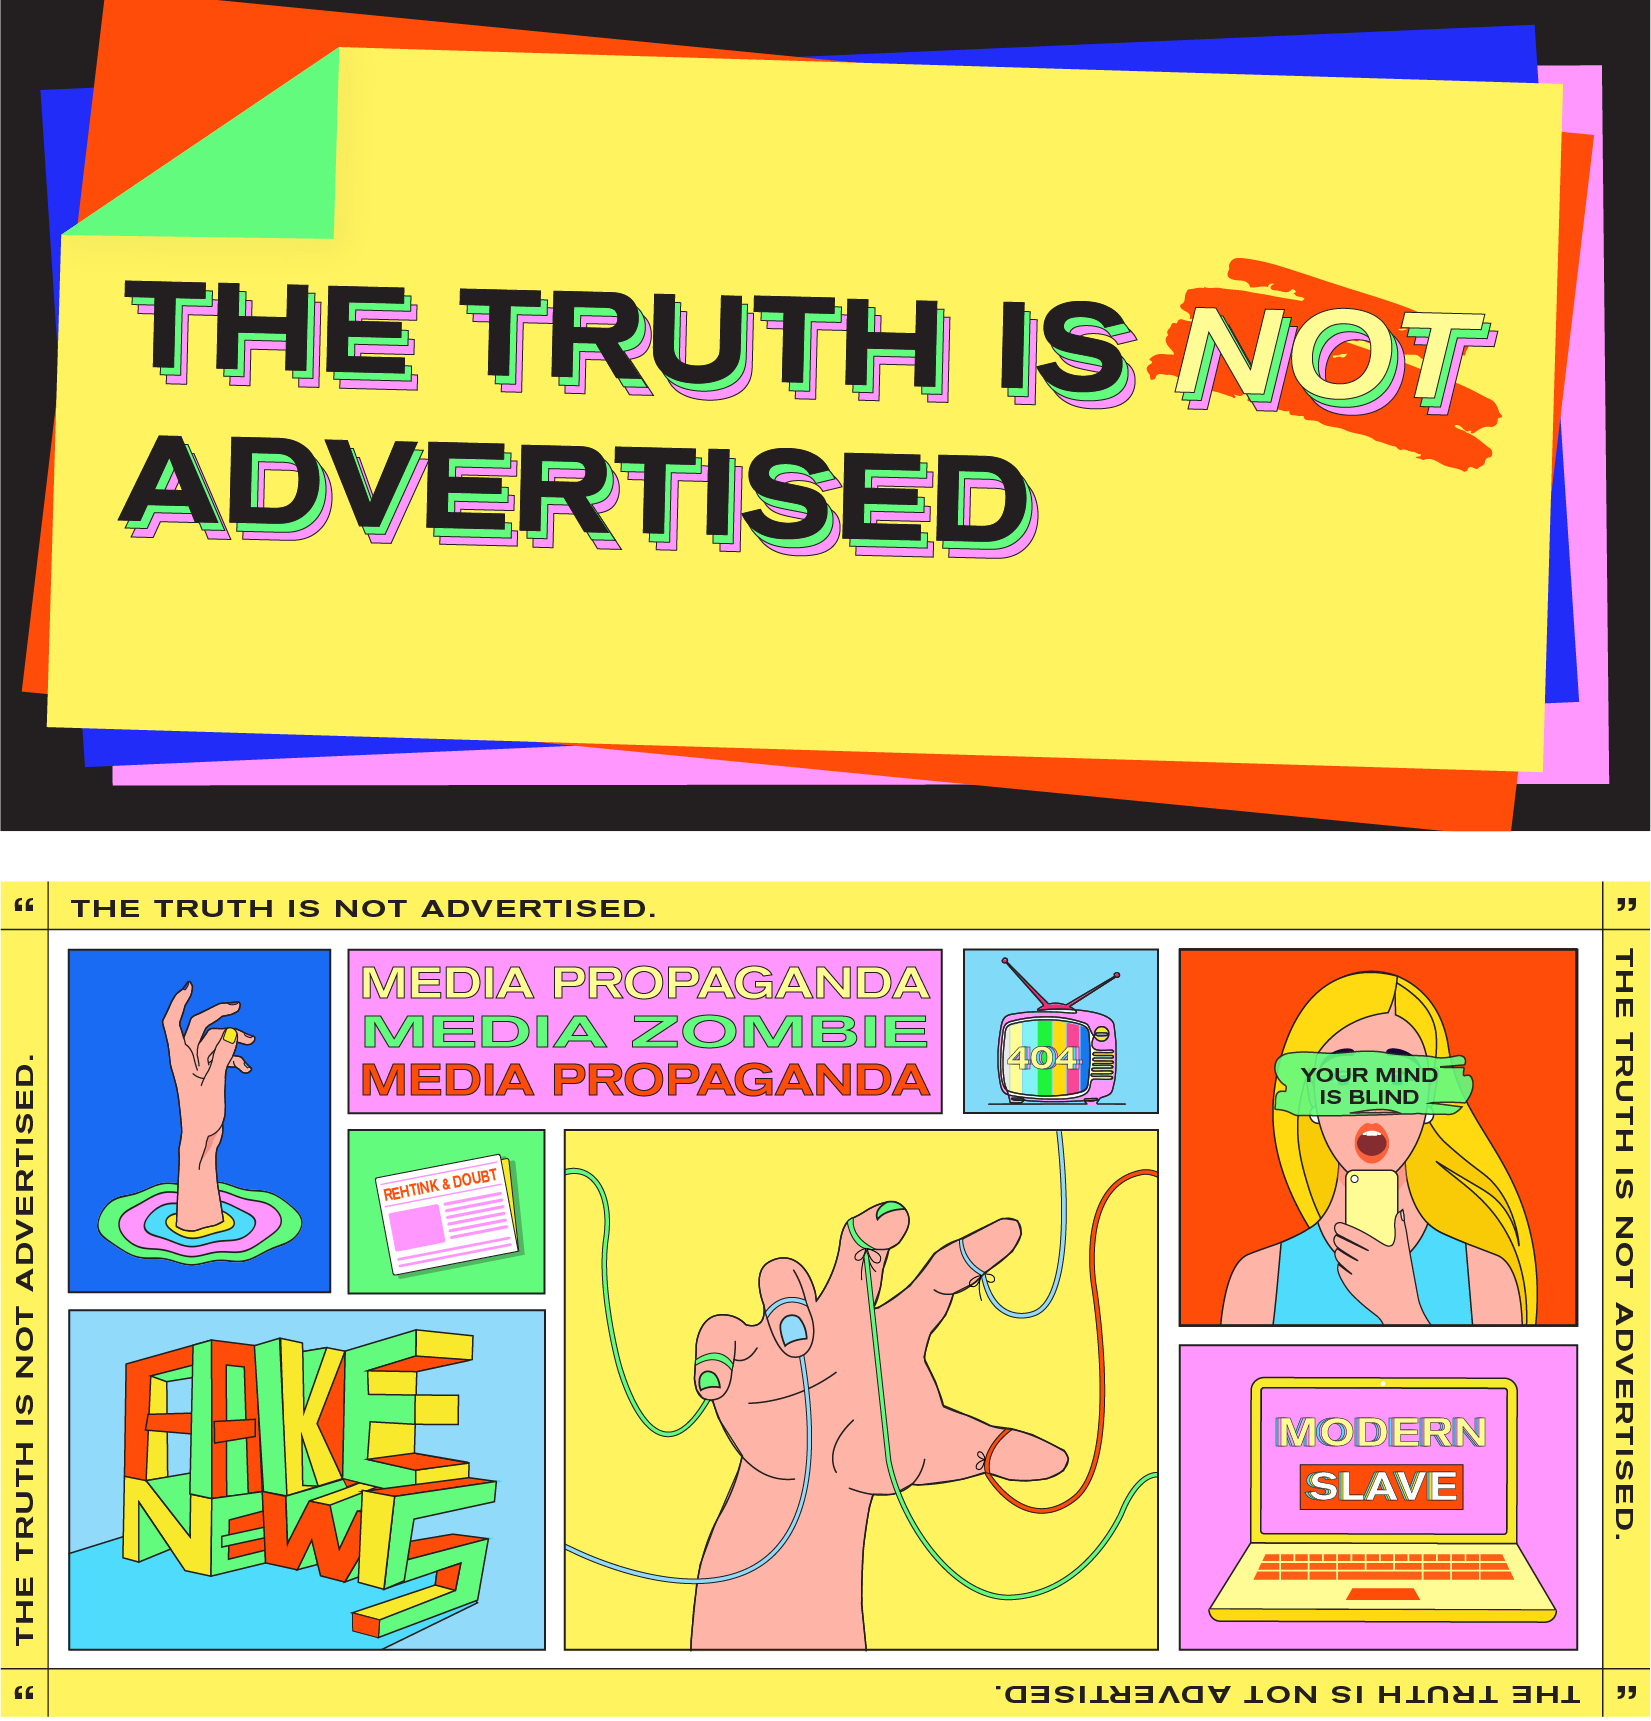 THE TRUTH IS NOT
ADVERTISED
“ THE TRUTH IS NOT ADVERTISED. ”
THE TRUTH IS NOT ADVERTISED.
MEDIA PROPAGANDA
MEDIA ZOMBIE
MEDIA PROPAGANDA
404
YOUR MIND
IS BLIND
THE TRUTH IS NOT ADVERTISED.
REHTINK & DOUBT
FAKE
NEWS
MODERN
SLAVE
“ THE TRUTH IS NOT ADVERTISED. ”